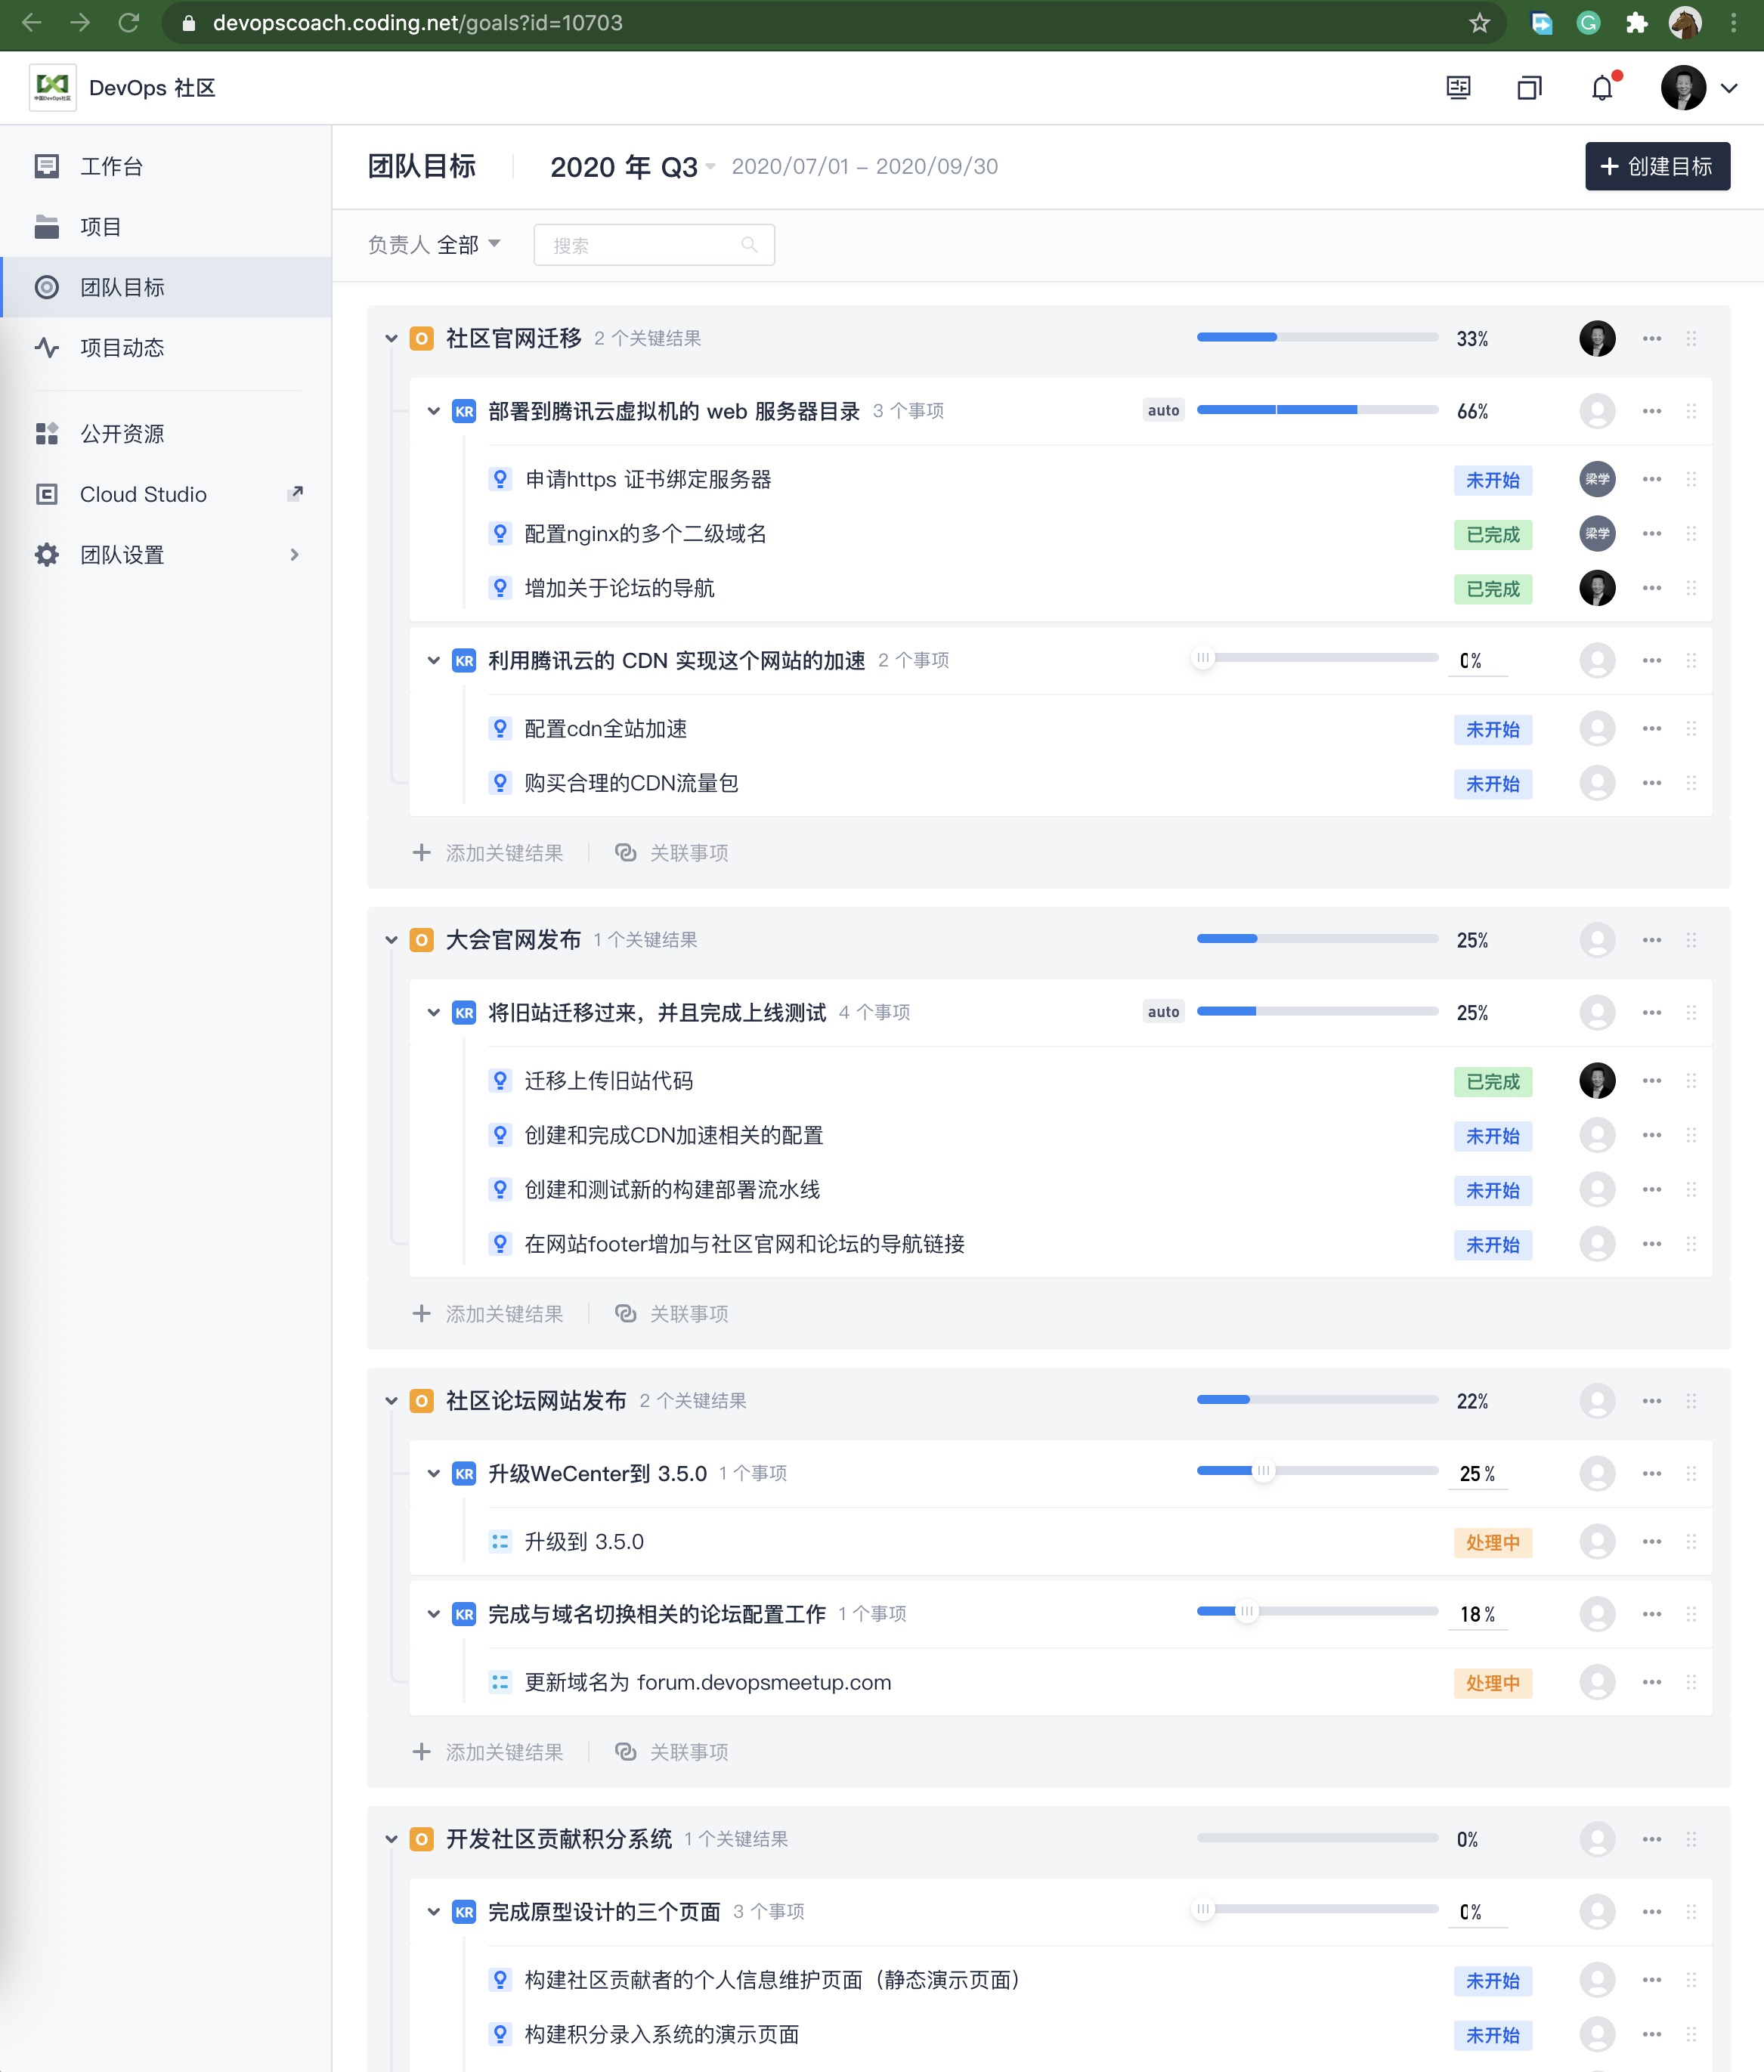 devopscoach.coding.net/goals?id=10703
中国DevOps社区
DevOps 社区
工作台
项目
团队目标
项目动态
公开资源
Cloud Studio
团队设置
团队目标 2020 年 Q3 2020/07/01 – 2020/09/30 创建目标
负责人 全部 搜索
O 社区官网迁移 2 个关键结果 33%
KR 部署到腾讯云虚拟机的 web 服务器目录 3 个事项 auto 66%
申请https 证书绑定服务器 未开始 梁学
配置nginx的多个二级域名 已完成 梁学
增加关于论坛的导航 已完成
KR 利用腾讯云的 CDN 实现这个网站的加速 2 个事项 0%
配置cdn全站加速 未开始
购买合理的CDN流量包 未开始
添加关键结果 关联事项
O 大会官网发布 1 个关键结果 25%
KR 将旧站迁移过来，并且完成上线测试 4 个事项 auto 25%
迁移上传旧站代码 已完成
创建和完成CDN加速相关的配置 未开始
创建和测试新的构建部署流水线 未开始
在网站footer增加与社区官网和论坛的导航链接 未开始
添加关键结果 关联事项
O 社区论坛网站发布 2 个关键结果 22%
KR 升级WeCenter到 3.5.0 1 个事项 25 %
升级到 3.5.0 处理中
KR 完成与域名切换相关的论坛配置工作 1 个事项 18 %
更新域名为 forum.devopsmeetup.com 处理中
添加关键结果 关联事项
O 开发社区贡献积分系统 1 个关键结果 0%
KR 完成原型设计的三个页面 3 个事项 0%
构建社区贡献者的个人信息维护页面（静态演示页面） 未开始
构建积分录入系统的演示页面 未开始